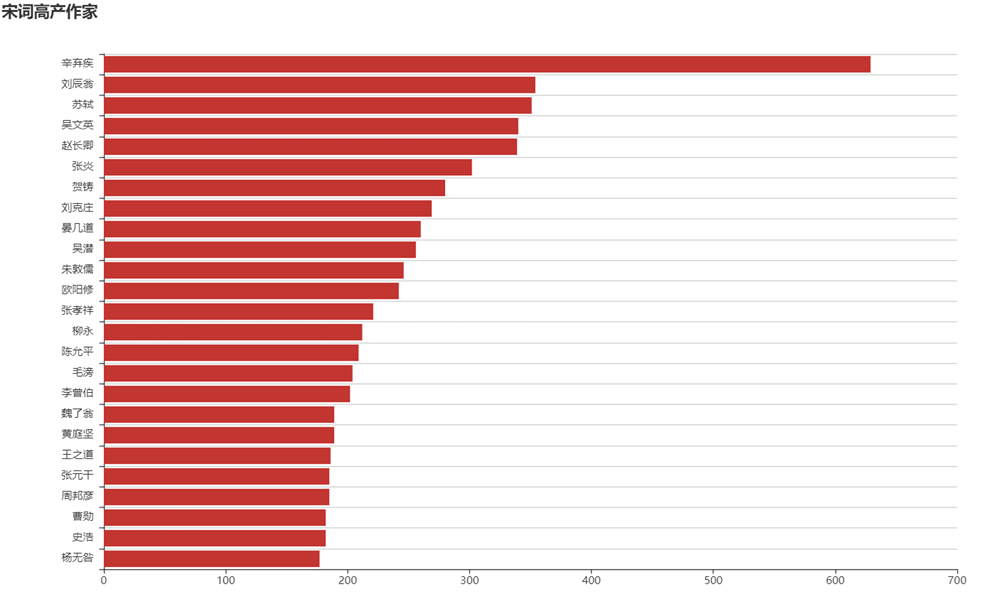 宋词高产作家
辛弃疾
刘辰翁
苏轼
吴文英
赵长卿
张炎
贺铸
刘克庄
晏几道
吴潜
朱敦儒
欧阳修
张孝祥
柳永
陈允平
毛滂
李曾伯
魏了翁
黄庭坚
王之道
张元干
周邦彦
曹勋
史浩
杨无咎
0 100 200 300 400 500 600 700